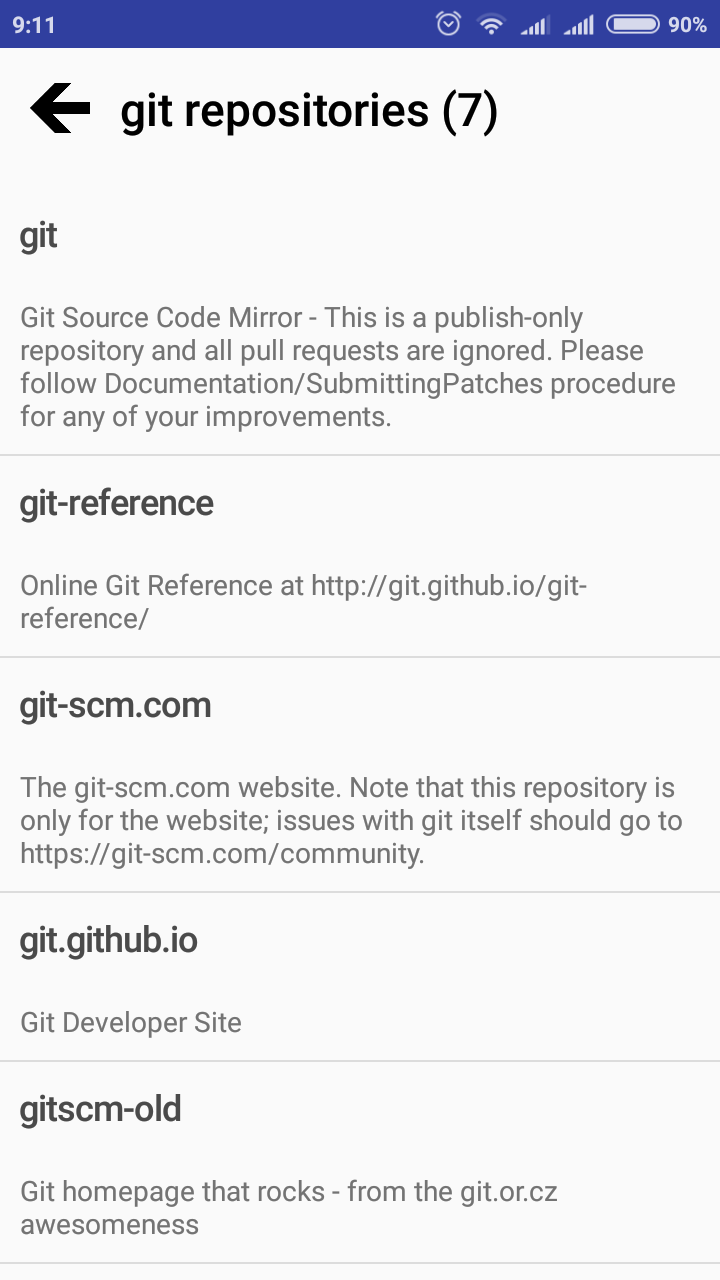 9:11
90%
git repositories (7)
git
Git Source Code Mirror - This is a publish-only
repository and all pull requests are ignored. Please
follow Documentation/SubmittingPatches procedure
for any of your improvements.
git-reference
Online Git Reference at http://git.github.io/git-
reference/
git-scm.com
The git-scm.com website. Note that this repository is
only for the website; issues with git itself should go to
https://git-scm.com/community.
git.github.io
Git Developer Site
gitscm-old
Git homepage that rocks - from the git.or.cz
awesomeness